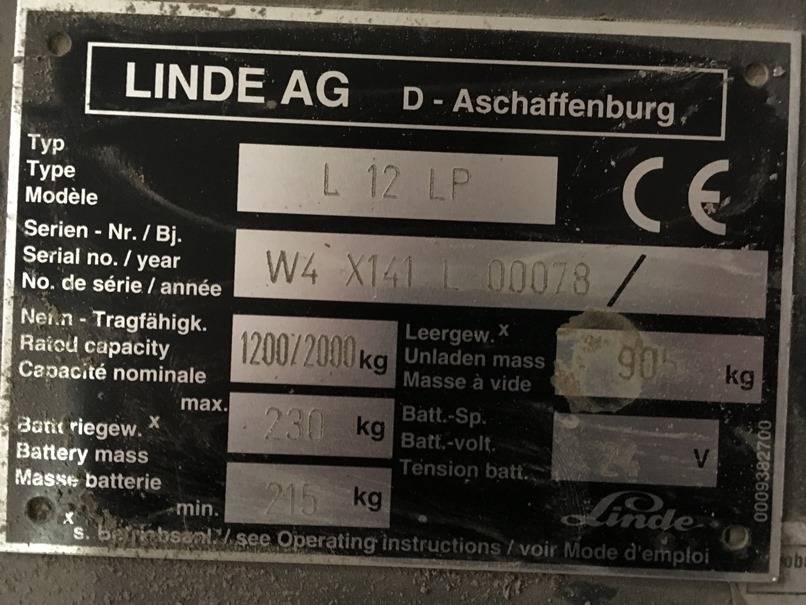 LINDE AG D - Aschaffenburg
Typ
Type
Modèle
L 12 LP
CE
Serien - Nr. / Bj.
Serial no. / year
No. de série / année
W4 X141 L 00078 /
Nenn - Tragfähigk.
Rated capacity
Capacité nominale
1200/2000 kg
Leergew. x
Unladen mass
Masse à vide
905 kg
max.
Batteriegew. x
Battery mass
Masse batterie
min.
230 kg
215 kg
Batt.-Sp.
Batt.-volt.
Tension batt.
24 V
Linde
0009382700
x
s. Betriebsanl. / see Operating instructions / voir Mode d'emploi